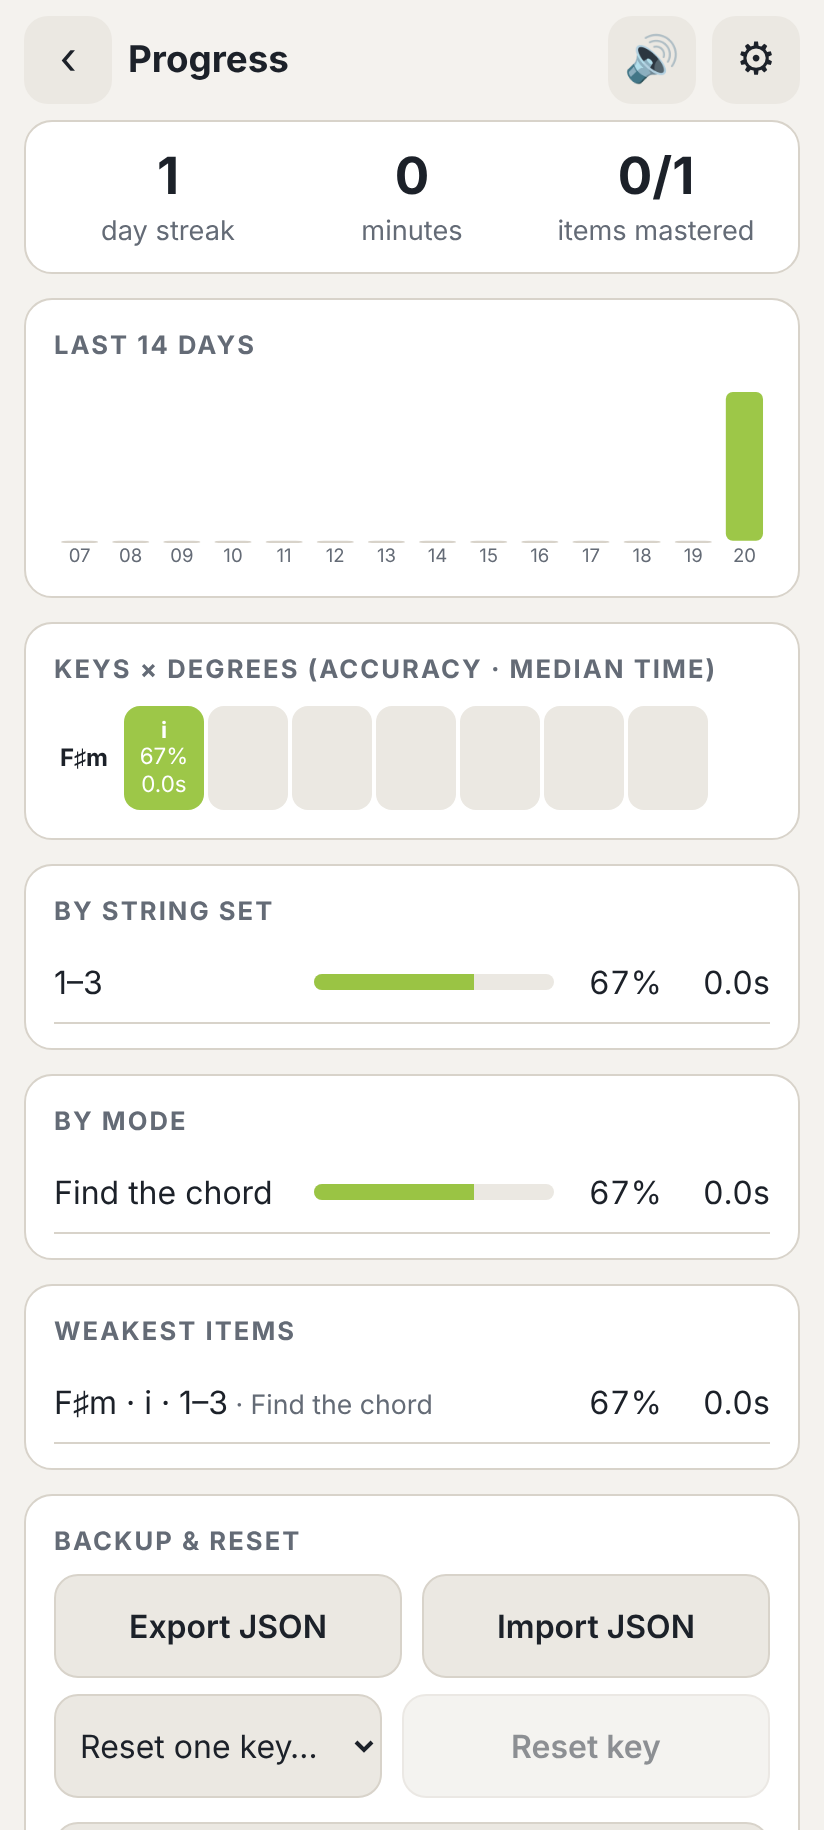 ‹ Progress 🔊 ⚙
1 0 0/1
day streak minutes items mastered
LAST 14 DAYS
07 08 09 10 11 12 13 14 15 16 17 18 19 20
KEYS × DEGREES (ACCURACY · MEDIAN TIME)
i
F♯m 67%
0.0s
BY STRING SET
1–3 67% 0.0s
BY MODE
Find the chord 67% 0.0s
WEAKEST ITEMS
F♯m · i · 1–3 · Find the chord 67% 0.0s
BACKUP & RESET
Export JSON Import JSON
Reset one key... Reset key